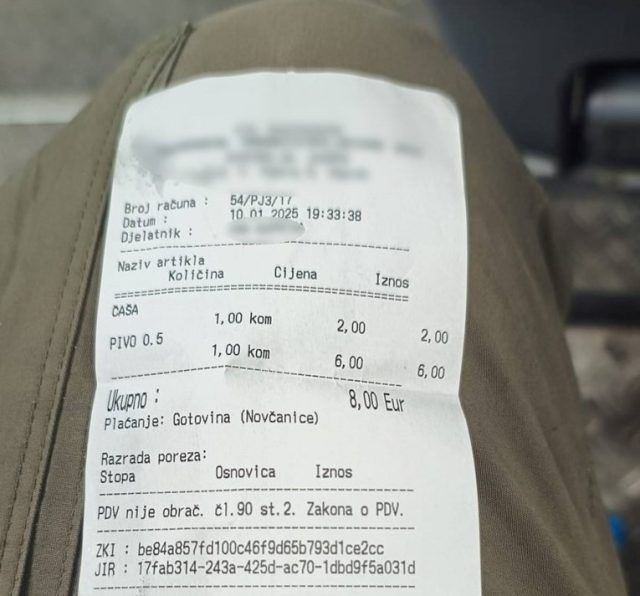 Broj računa : 54/PJ3/17
Datum : 10.01.2025 19:33:38
Djelatnik :
Naziv artikla
Količina Cijena Iznos
ČAŠA
1,00 kom 2,00 2,00
PIVO 0.5
1,00 kom 6,00 6,00
Ukupno : 8,00 Eur
Plaćanje: Gotovina (Novčanice)
Razrada poreza:
Stopa Osnovica Iznos
PDV nije obrač. čl.90 st.2. Zakona o PDV.
ZKI : be84a857fd100c46f9d65b793d1ce2cc
JIR : 17fab314-243a-425d-ac70-1dbd9f5a031d